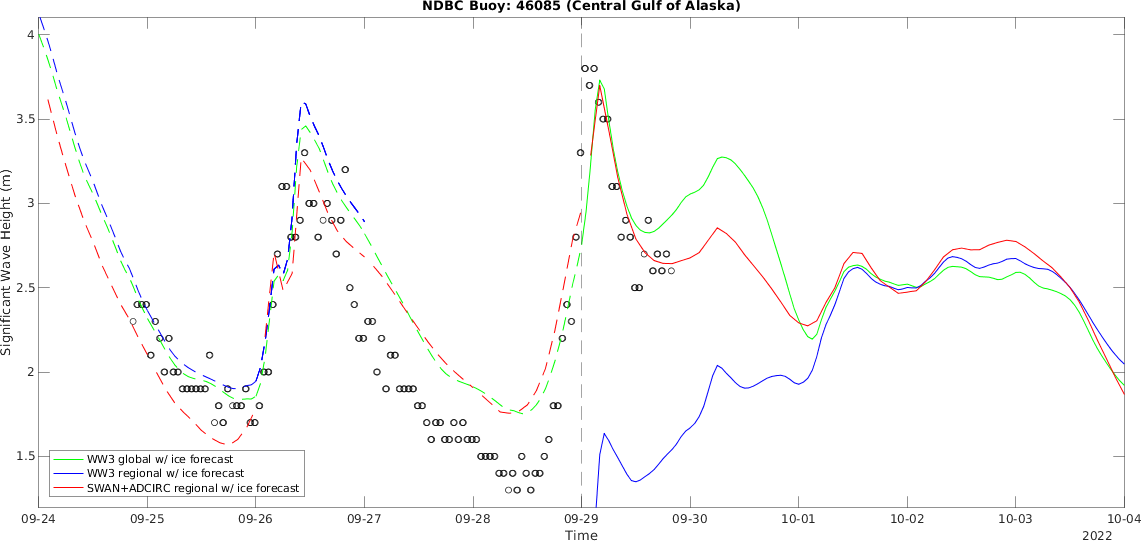 NDBC Buoy: 46085 (Central Gulf of Alaska)
4
3.5
3
2.5
2
1.5
Significant Wave Height (m)
WW3 global w/ ice forecast
WW3 regional w/ ice forecast
SWAN+ADCIRC regional w/ ice forecast
09-24 09-25 09-26 09-27 09-28 09-29 09-30 10-01 10-02 10-03 10-04
Time
2022